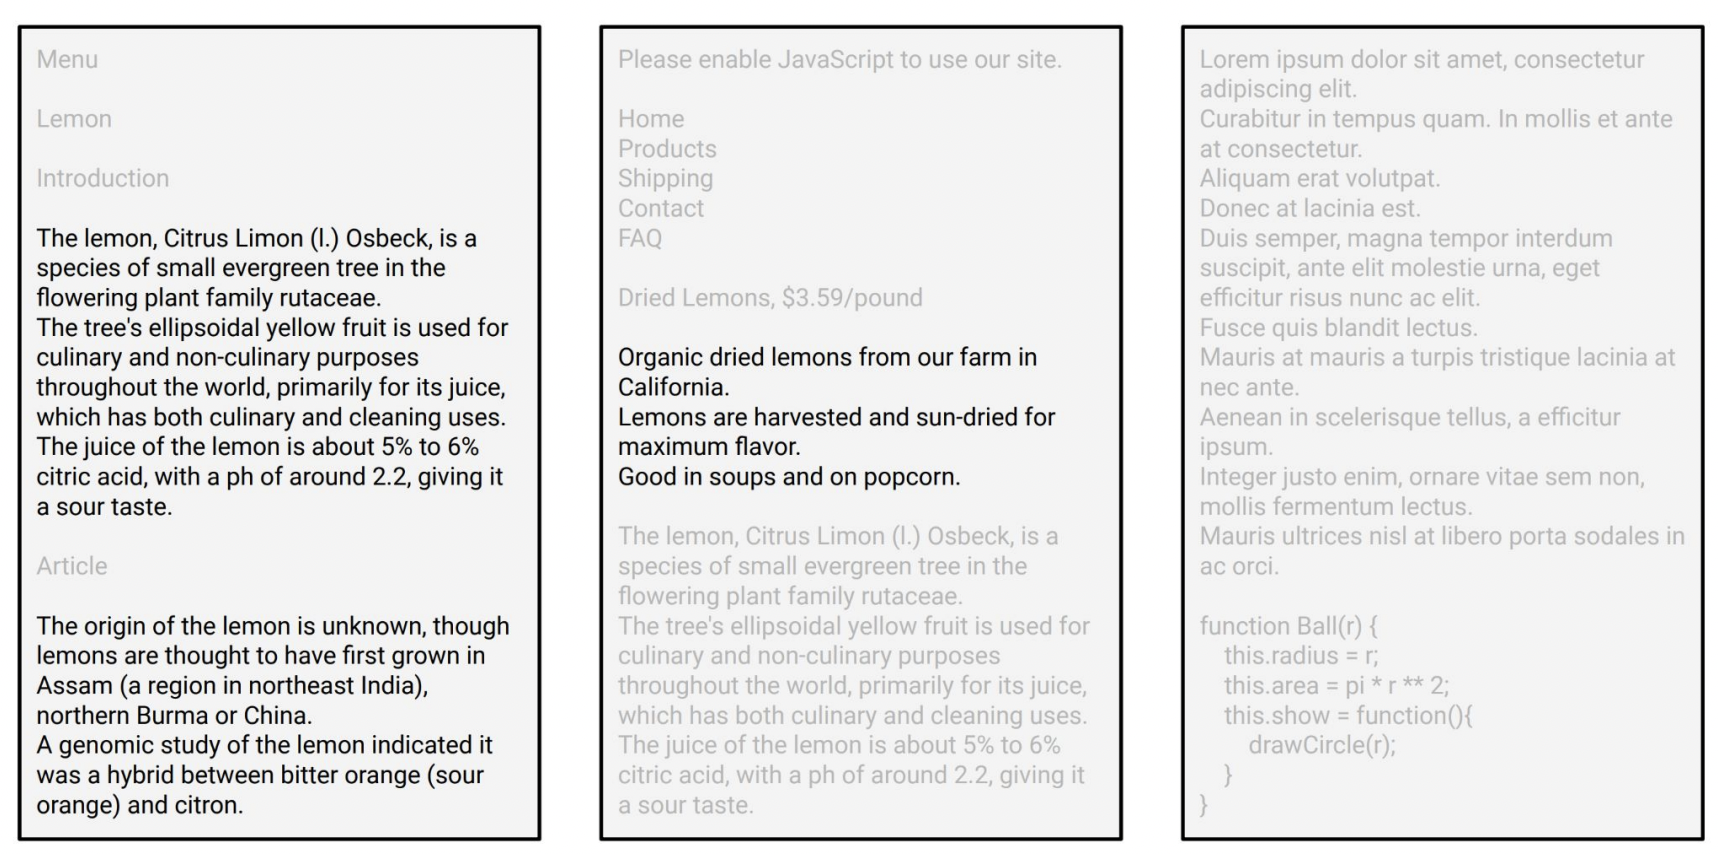 Menu
Lemon
Introduction
The lemon, Citrus Limon (l.) Osbeck, is a
species of small evergreen tree in the
flowering plant family rutaceae.
The tree's ellipsoidal yellow fruit is used for
culinary and non-culinary purposes
throughout the world, primarily for its juice,
which has both culinary and cleaning uses.
The juice of the lemon is about 5% to 6%
citric acid, with a ph of around 2.2, giving it
a sour taste.
Article
The origin of the lemon is unknown, though
lemons are thought to have first grown in
Assam (a region in northeast India),
northern Burma or China.
A genomic study of the lemon indicated it
was a hybrid between bitter orange (sour
orange) and citron.
Please enable JavaScript to use our site.
Home
Products
Shipping
Contact
FAQ
Dried Lemons, $3.59/pound
Organic dried lemons from our farm in
California.
Lemons are harvested and sun-dried for
maximum flavor.
Good in soups and on popcorn.
The lemon, Citrus Limon (l.) Osbeck, is a
species of small evergreen tree in the
flowering plant family rutaceae.
The tree's ellipsoidal yellow fruit is used for
culinary and non-culinary purposes
throughout the world, primarily for its juice,
which has both culinary and cleaning uses.
The juice of the lemon is about 5% to 6%
citric acid, with a ph of around 2.2, giving it
a sour taste.
Lorem ipsum dolor sit amet, consectetur
adipiscing elit.
Curabitur in tempus quam. In mollis et ante
at consectetur.
Aliquam erat volutpat.
Donec at lacinia est.
Duis semper, magna tempor interdum
suscipit, ante elit molestie urna, eget
efficitur risus nunc ac elit.
Fusce quis blandit lectus.
Mauris at mauris a turpis tristique lacinia at
nec ante.
Aenean in scelerisque tellus, a efficitur
ipsum.
Integer justo enim, ornare vitae sem non,
mollis fermentum lectus.
Mauris ultrices nisl at libero porta sodales in
ac orci.
function Ball(r) {
this.radius = r;
this.area = pi * r ** 2;
this.show = function(){
drawCircle(r);
}
}